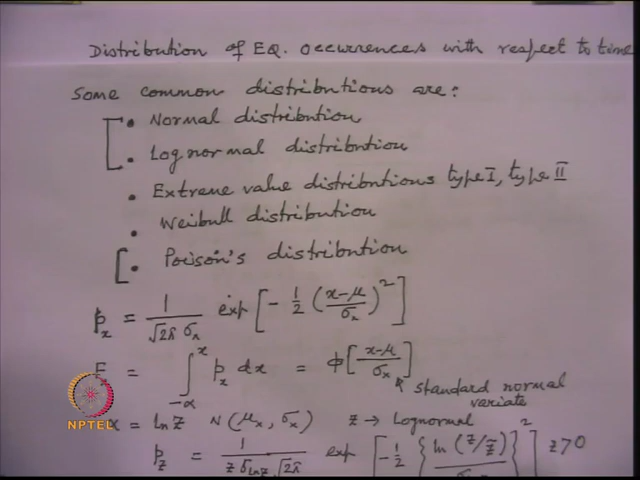 Distribution of EQ. occurrences with respect to time
Some common distributions are:
• Normal distribution
• Lognormal distribution
• Extreme value distribntions type I, type II
• Weibull distribution
• Poison's distribution
p_x = 1/(√2π σ_x) exp[-1/2 ((x-μ)/σ_x)^2]
F = ∫_{-α}^{x} p_x dx = Φ[(x-μ)/σ_x]
standard normal
variate
x = ln z N(μ_x, σ_x) z → Lognormal
p_z = 1/(z σ_ln z √2π) exp[-1/2 {ln(z/z̃)/ }^2] z>0
NPTEL